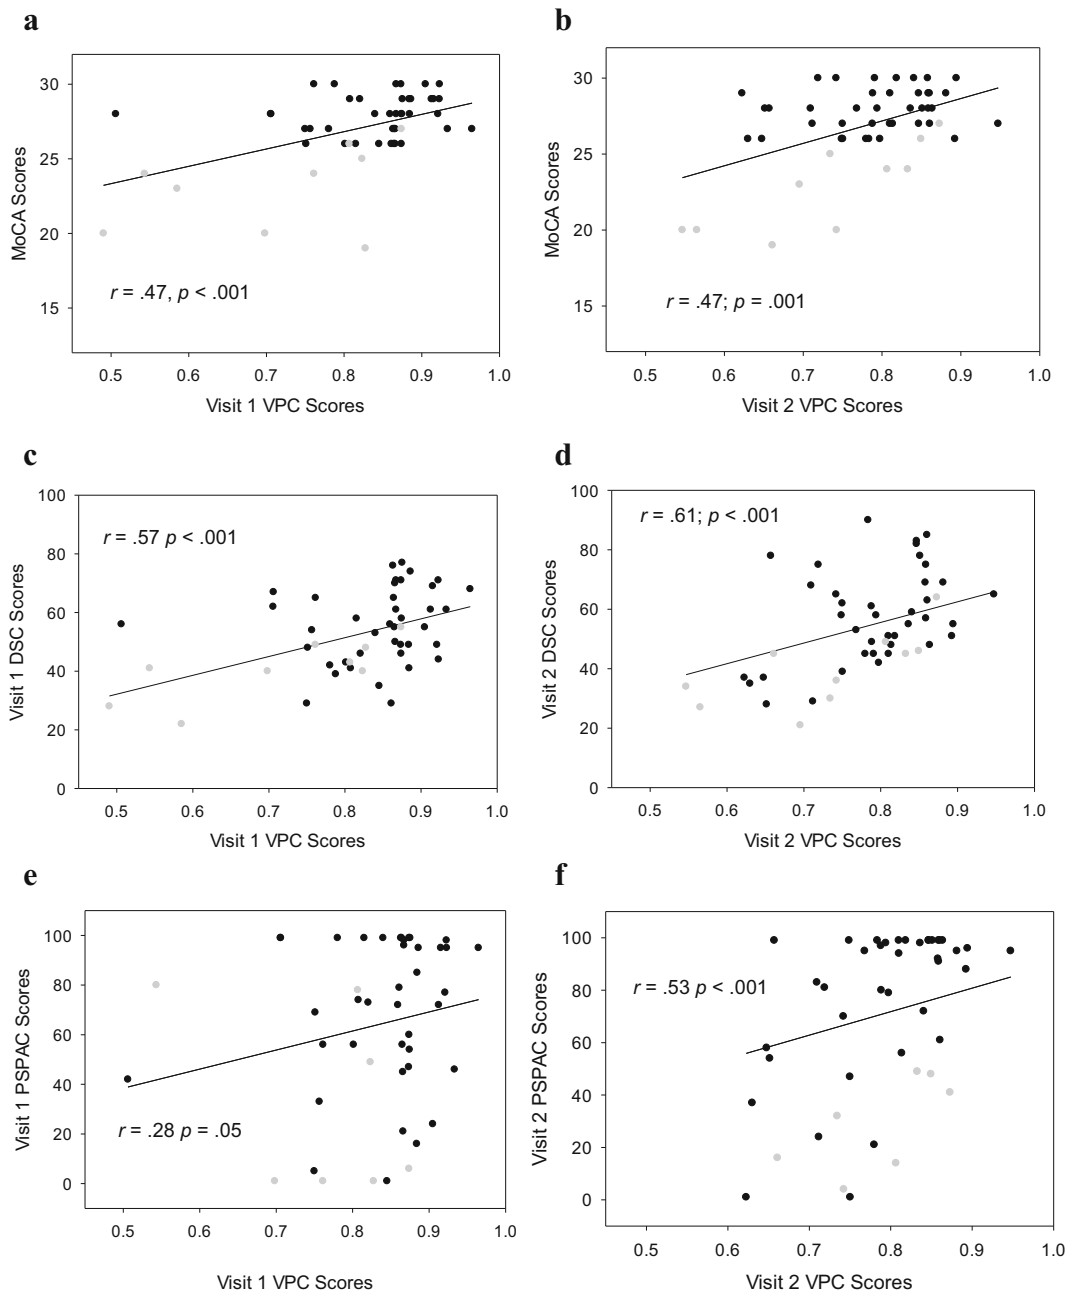 a
MoCA Scores
30
25
20
15
r = .47, p < .001
0.5 0.6 0.7 0.8 0.9 1.0
Visit 1 VPC Scores
b
MoCA Scores
30
25
20
15
r = .47; p = .001
0.5 0.6 0.7 0.8 0.9 1.0
Visit 2 VPC Scores
c
Visit 1 DSC Scores
100
80
60
40
20
0
r = .57 p < .001
0.5 0.6 0.7 0.8 0.9 1.0
Visit 1 VPC Scores
d
Visit 2 DSC Scores
100
80
60
40
20
0
r = .61; p < .001
0.5 0.6 0.7 0.8 0.9 1.0
Visit 2 VPC Scores
e
Visit 1 PSPAC Scores
100
80
60
40
20
0
r = .28 p = .05
0.5 0.6 0.7 0.8 0.9 1.0
Visit 1 VPC Scores
f
Visit 2 PSPAC Scores
100
80
60
40
20
0
r = .53 p < .001
0.5 0.6 0.7 0.8 0.9 1.0
Visit 2 VPC Scores